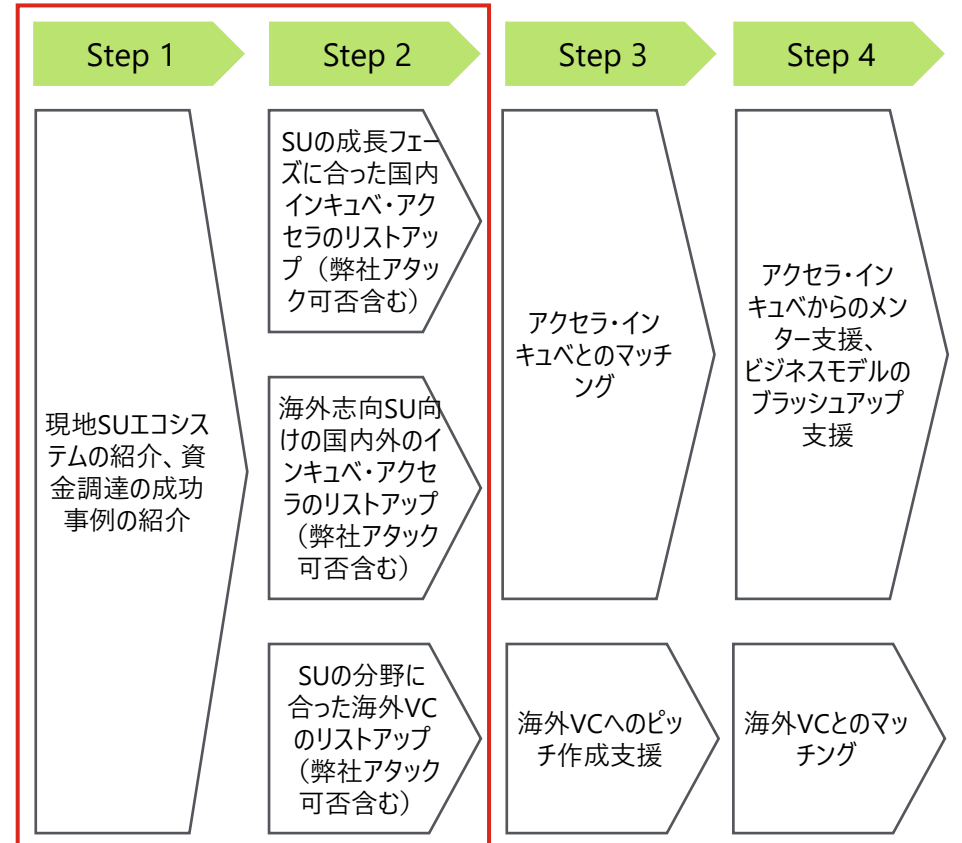 Step 1
Step 2
Step 3
Step 4
現地SUエコシス
テムの紹介、資
金調達の成功
事例の紹介
SUの成長フェー
ズに合った国内
インキュベ・アク
セラのリストアッ
プ（弊社アタッ
ク可否含む）
海外志向SU向
けの国内外のイ
ンキュベ・アクセ
ラのリストアップ
（弊社アタック
可否含む）
SUの分野に
合った海外VC
のリストアップ
（弊社アタック
可否含む）
アクセラ・イン
キュベとのマッチ
ング
海外VCへのピッ
チ作成支援
アクセラ・イン
キュベからのメン
ター支援、
ビジネスモデルの
ブラッシュアップ
支援
海外VCとのマッ
チング